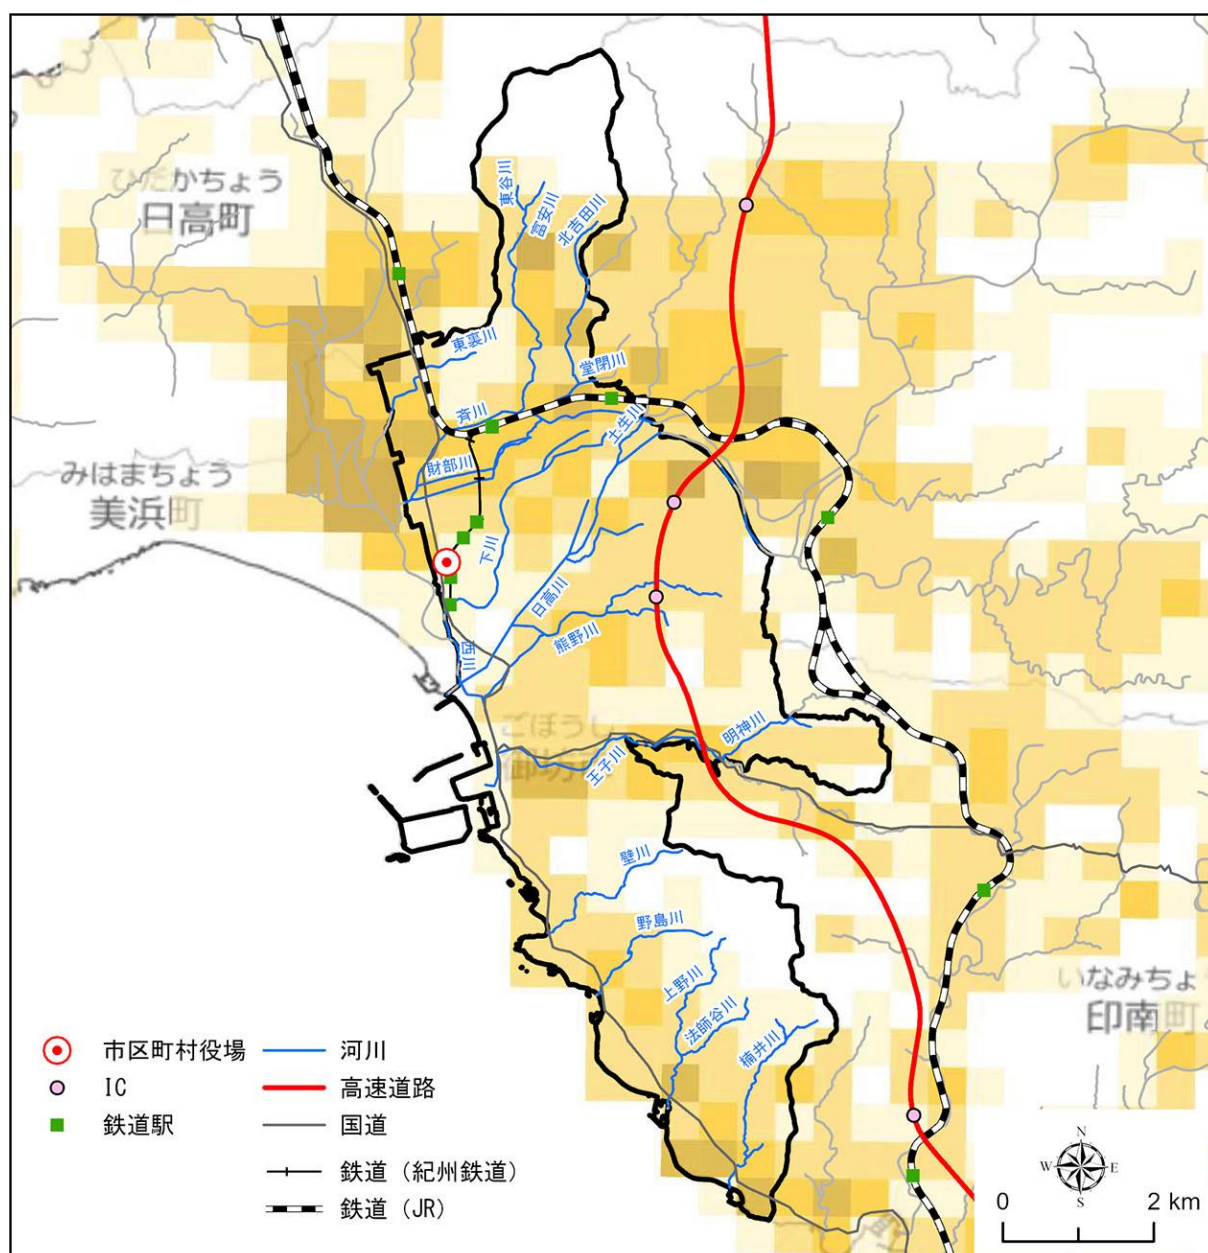 ひだかちょう
日高町
東谷川
富安川
北吉田川
東裏川
堂閉川
斉川
土生川
みはまちょう
美浜町
財部川
下川
日高川
熊野川
西川
ごぼうし
御坊市
明神川
王子川
壁川
野島川
上野川
法師谷川
楠井川
いなみちょ
印南町
市区町村役場
IC
鉄道駅
河川
高速道路
国道
鉄道（紀州鉄道）
鉄道（JR）
N
W E
S
0 2 km